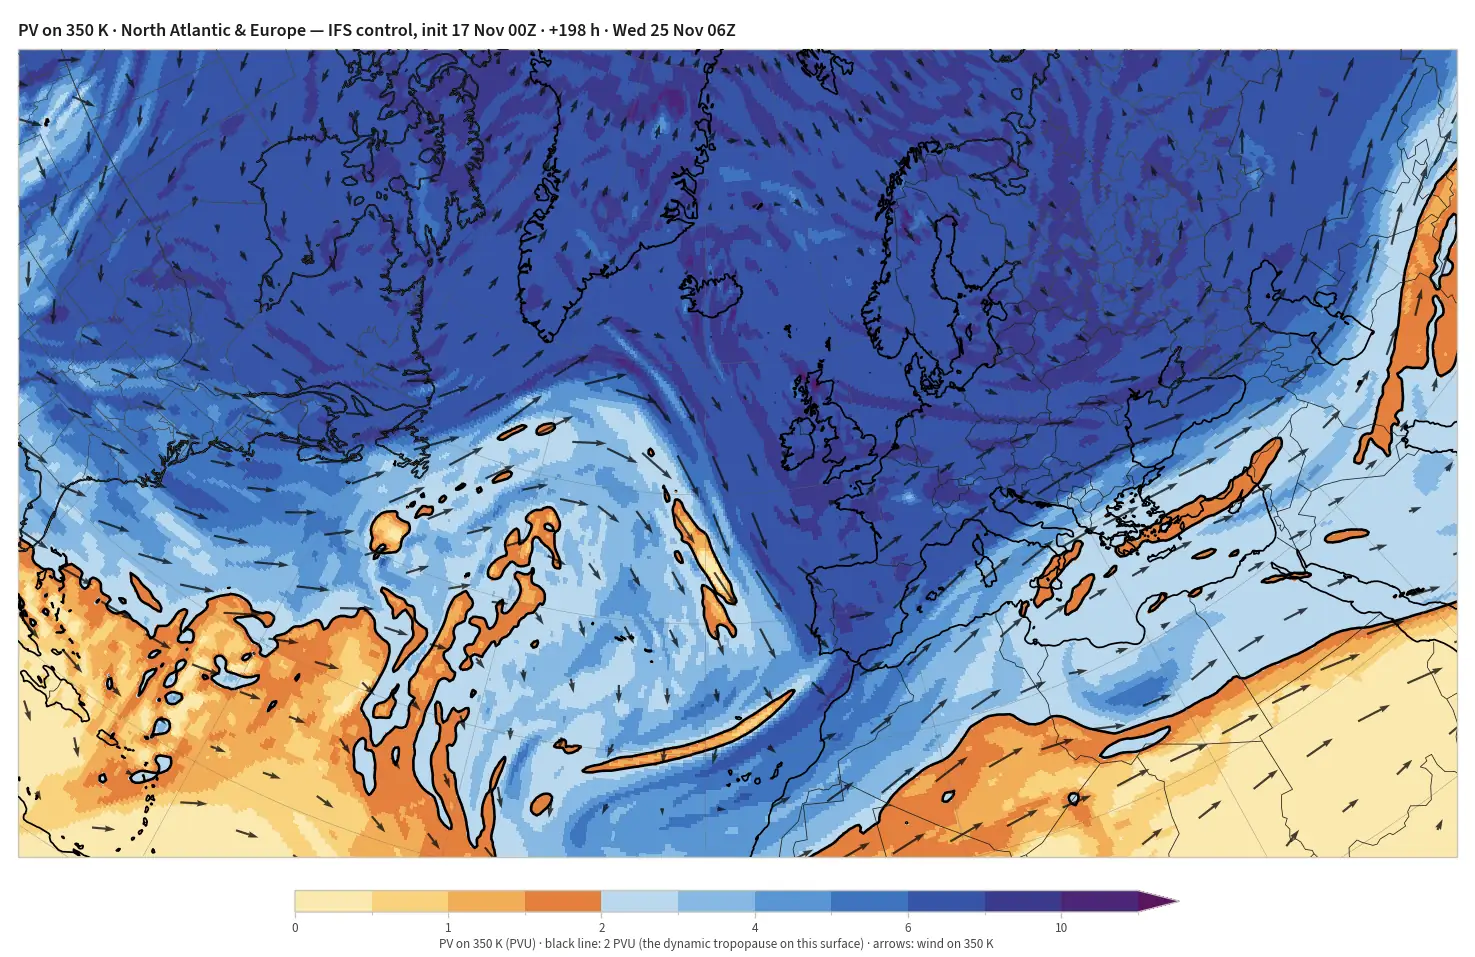 PV on 350 K · North Atlantic & Europe — IFS control, init 17 Nov 00Z · +198 h · Wed 25 Nov 06Z
0 1 2 4 6 10
PV on 350 K (PVU) · black line: 2 PVU (the dynamic tropopause on this surface) · arrows: wind on 350 K